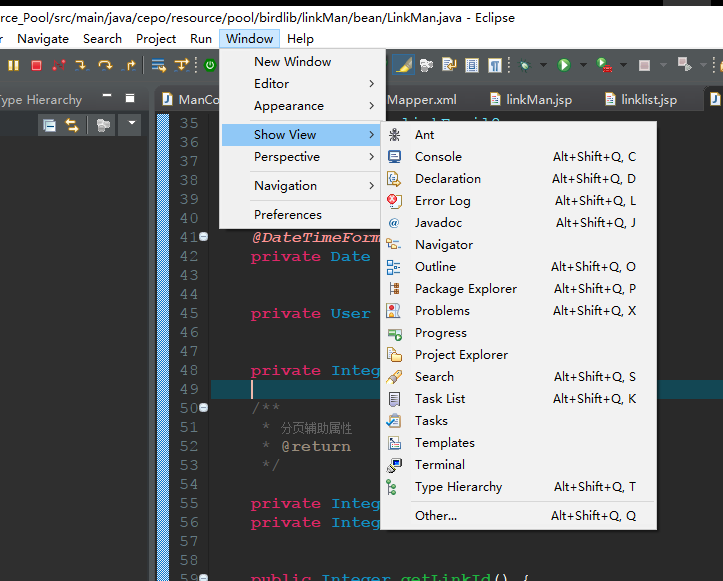 rce_Pool/src/main/java/cepo/resource/pool/birdlib/linkMan/bean/LinkMan.java - Eclipse
r Navigate Search Project Run Window Help
ype Hierarchy
ManCo
Mapper.xml linkMan.jsp linklist.jsp
New Window
Editor
Appearance
Show View
Perspective
Navigation
Preferences
Ant
Console Alt+Shift+Q, C
Declaration Alt+Shift+Q, D
Error Log Alt+Shift+Q, L
Javadoc Alt+Shift+Q, J
Navigator
Outline Alt+Shift+Q, O
Package Explorer Alt+Shift+Q, P
Problems Alt+Shift+Q, X
Progress
Project Explorer
Search Alt+Shift+Q, S
Task List Alt+Shift+Q, K
Tasks
Templates
Terminal
Type Hierarchy Alt+Shift+Q, T
Other... Alt+Shift+Q, Q
35
36
37
38
39
40
41 @DateTimeForm
42 private Date
43
44
45 private User
46
47
48 private Integ
49
50 /**
51 * 分页辅助属性
52 * @return
53 */
54
55 private Integ
56 private Integ
57
58
59 public Integer getLinkId() {